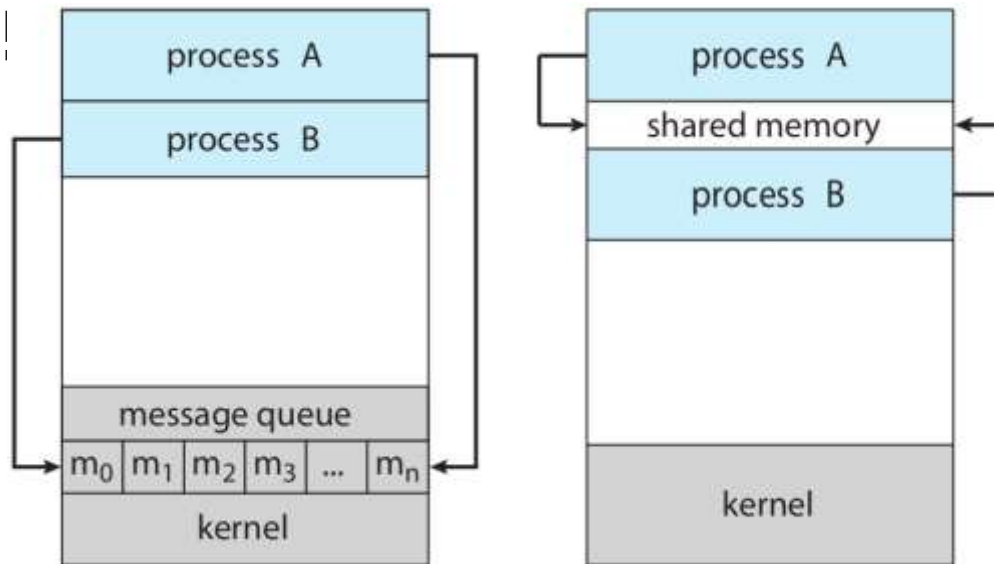 process A
process B
message queue
m0 m1 m2 m3 ... mn
kernel
process A
shared memory
process B
kernel